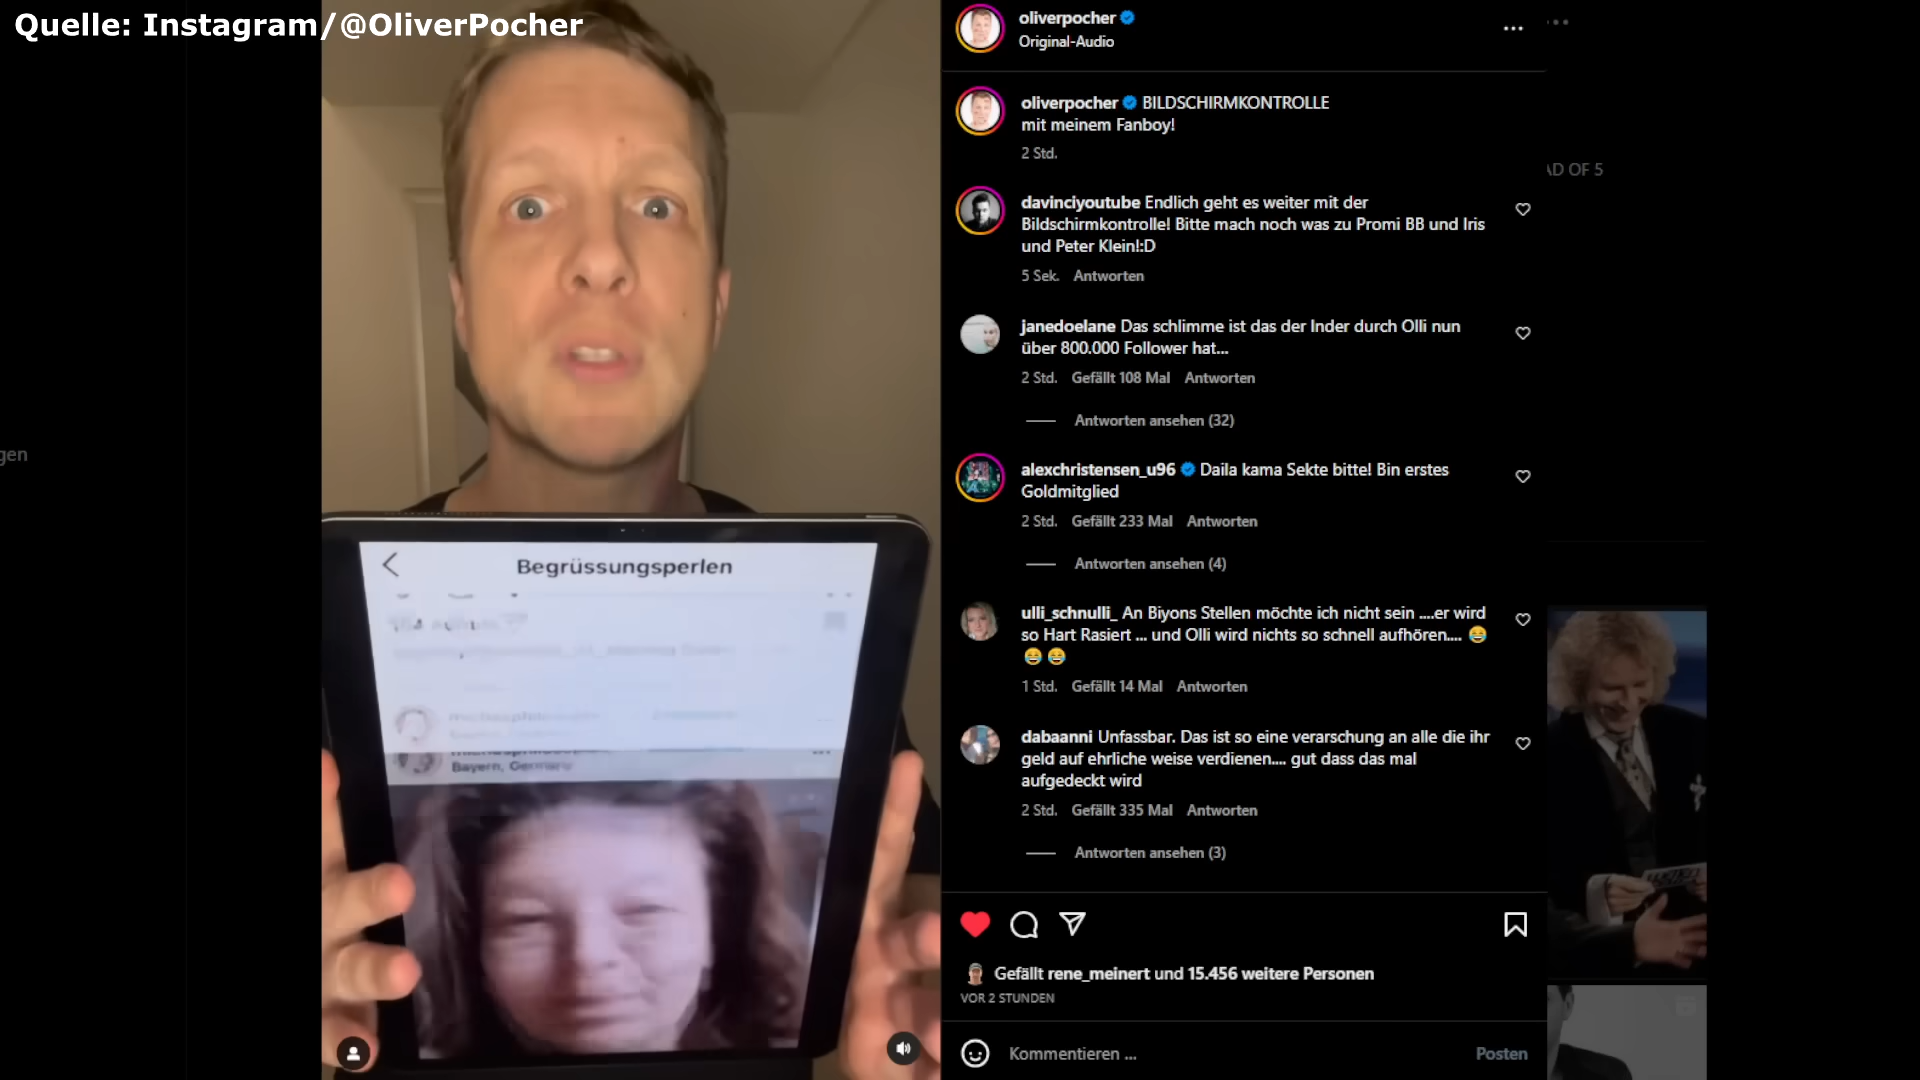 Quelle: Instagram/@OliverPocher
oliverpocher
Original-Audio
oliverpocher BILDSCHIRMKONTROLLE
mit meinem Fanboy!
2 Std.
davinciyoutube Endlich geht es weiter mit der
Bildschirmkontrolle! Bitte mach noch was zu Promi BB und Iris
und Peter Klein!:D
5 Sek. Antworten
janedoelane Das schlimme ist das der Inder durch Olli nun
über 800.000 Follower hat...
2 Std. Gefällt 108 Mal Antworten
Antworten ansehen (32)
alexchristensen_u96 Daila kama Sekte bitte! Bin erstes
Goldmitglied
2 Std. Gefällt 233 Mal Antworten
Antworten ansehen (4)
ulli_schnulli_ An Biyons Stellen möchte ich nicht sein ....er wird
so Hart Rasiert ... und Olli wird nichts so schnell aufhören.... 😂
😂😂
1 Std. Gefällt 14 Mal Antworten
dabaanni Unfassbar. Das ist so eine verarschung an alle die ihr
geld auf ehrliche weise verdienen.... gut dass das mal
aufgedeckt wird
2 Std. Gefällt 335 Mal Antworten
Antworten ansehen (3)
Gefällt rene_meinert und 15.456 weitere Personen
VOR 2 STUNDEN
Kommentieren ...
Posten
Begrüssungsperlen
Bayern, Germany
gen
AD OF 5